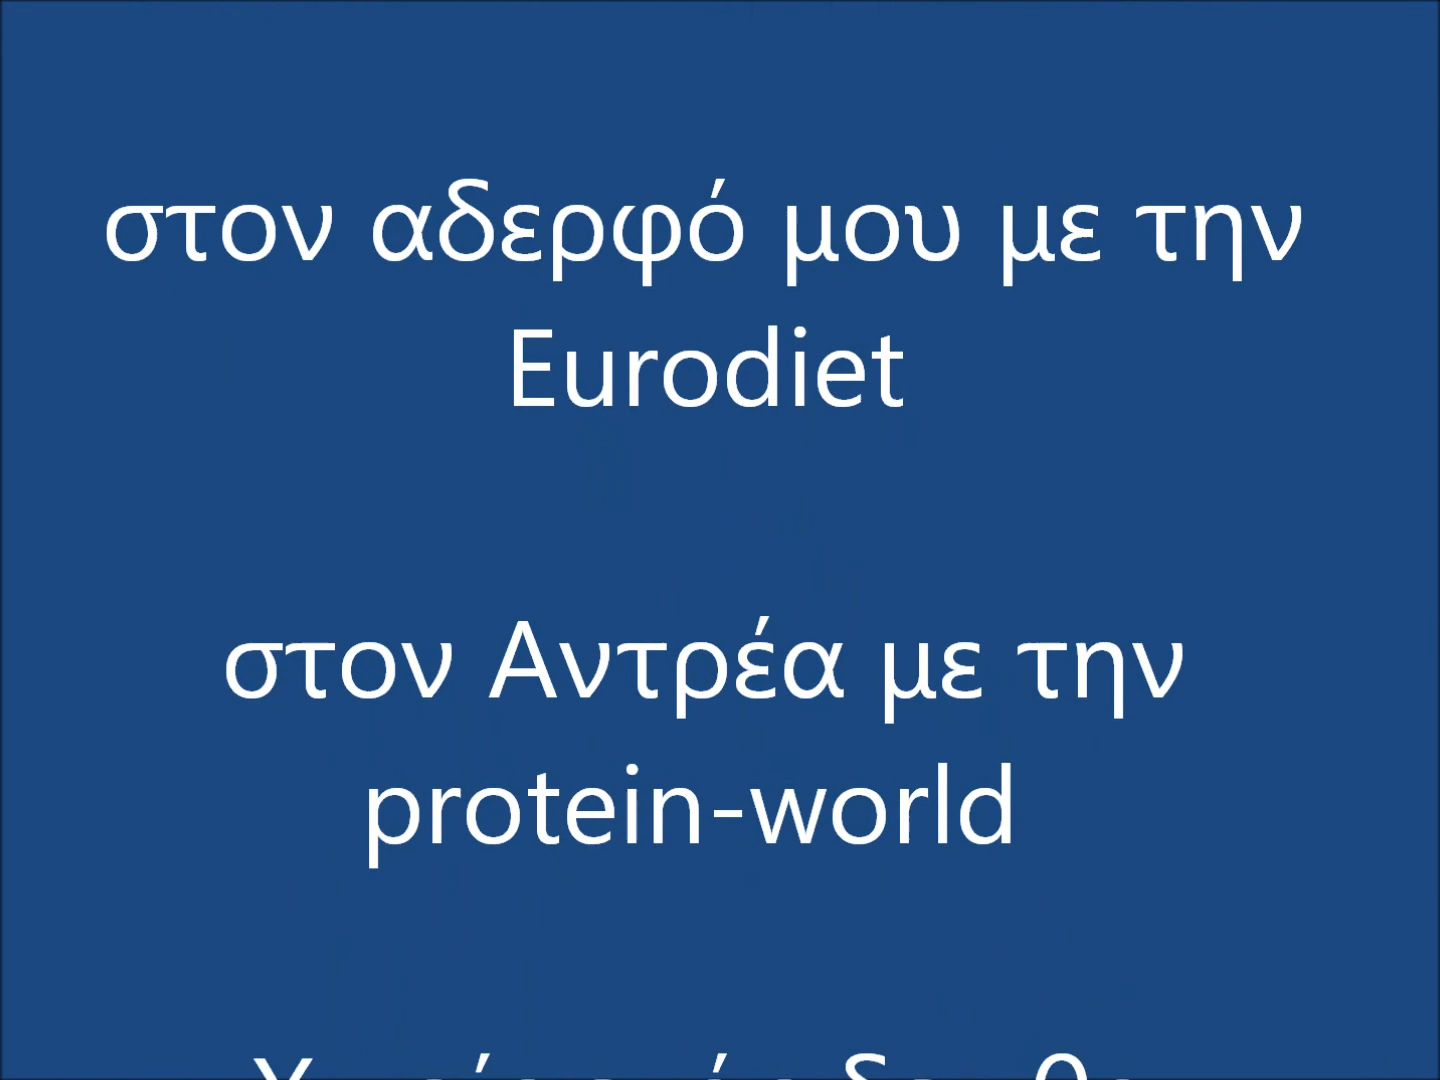 στον αδερφό μου με την
Eurodiet
στον Αντρέα με την
protein-world